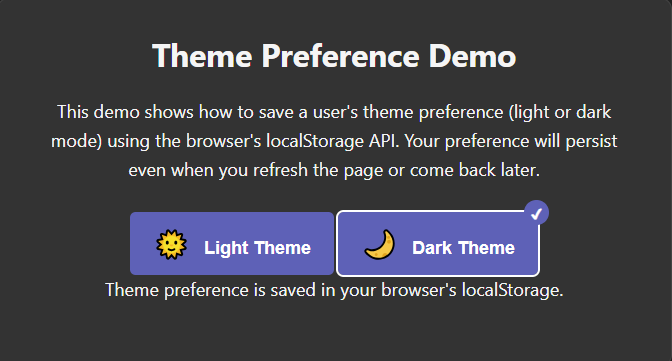 Theme Preference Demo
This demo shows how to save a user's theme preference (light or dark
mode) using the browser's localStorage API. Your preference will persist
even when you refresh the page or come back later.
Light Theme
Dark Theme
Theme preference is saved in your browser's localStorage.